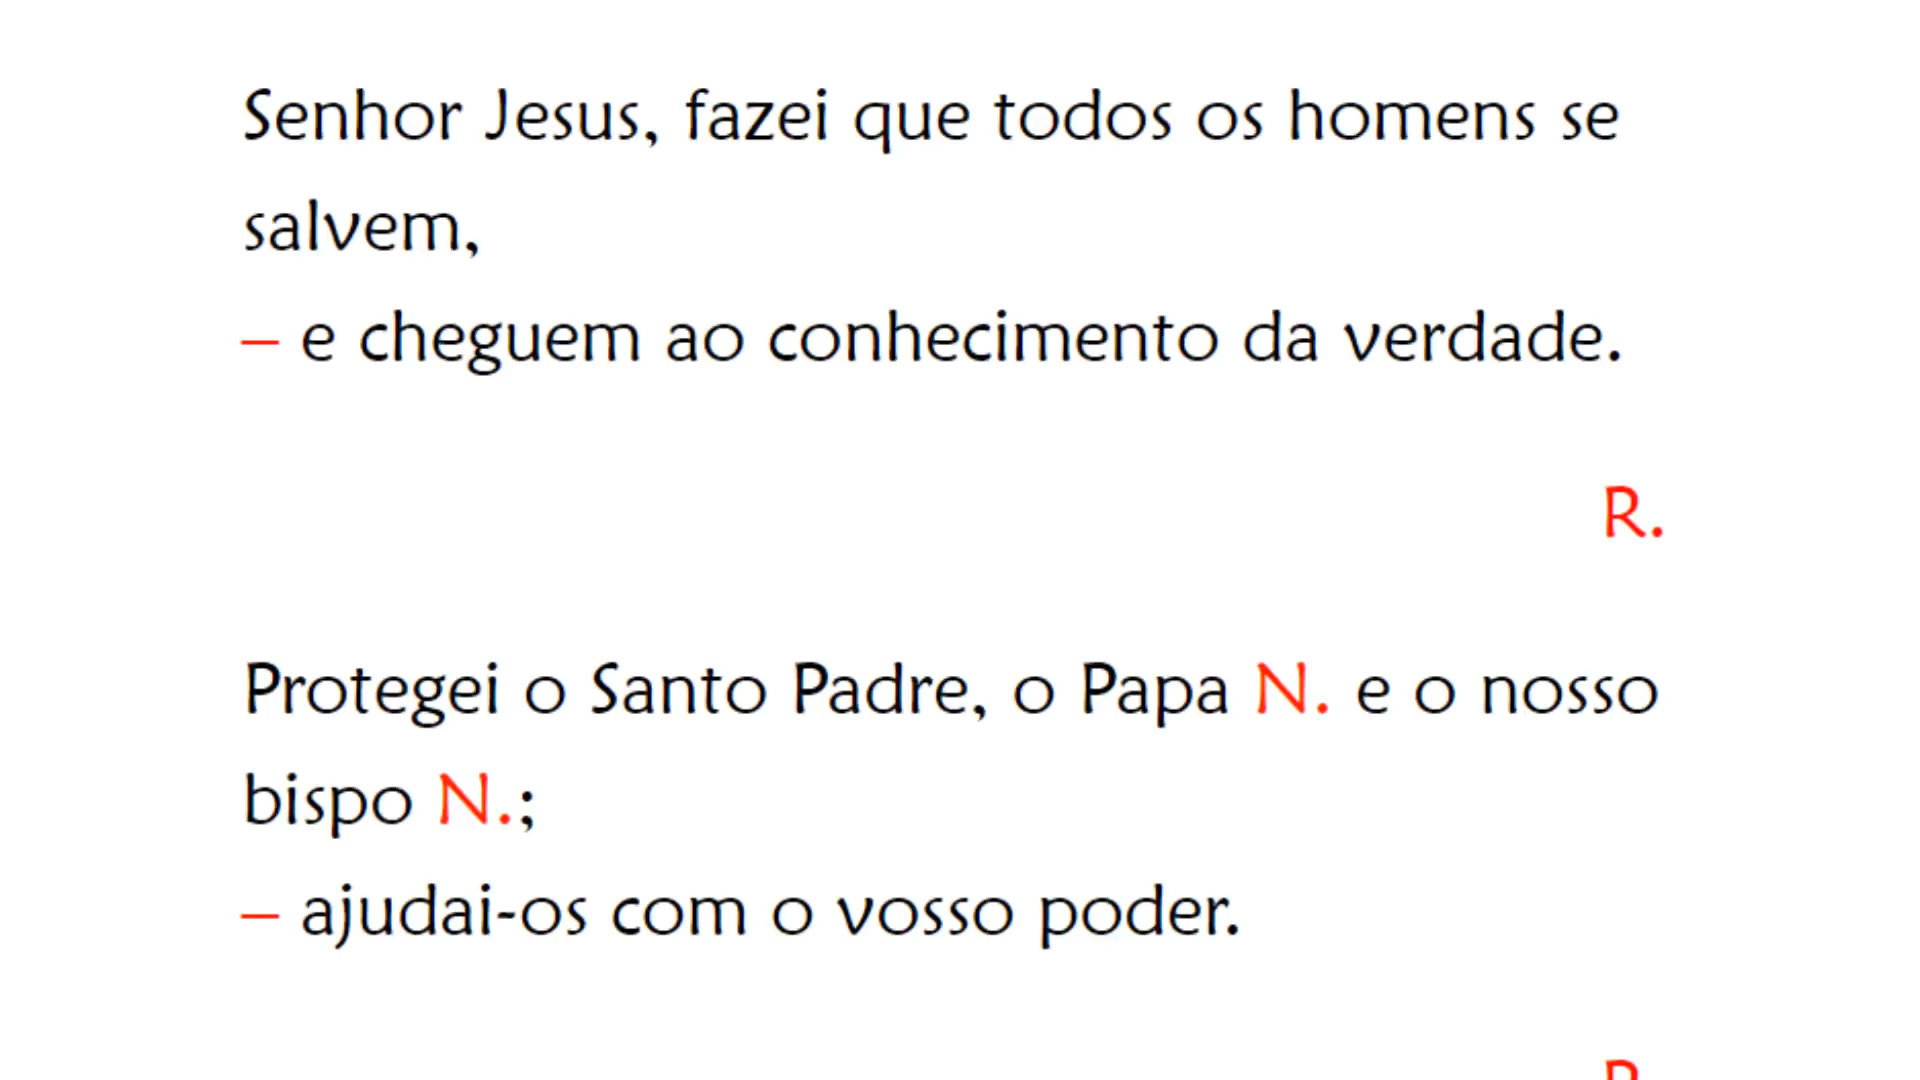 Senhor Jesus, fazei que todos os homens se
salvem,
– e cheguem ao conhecimento da verdade.
R.
Protegei o Santo Padre, o Papa N. e o nosso
bispo N.;
– ajudai-os com o vosso poder.